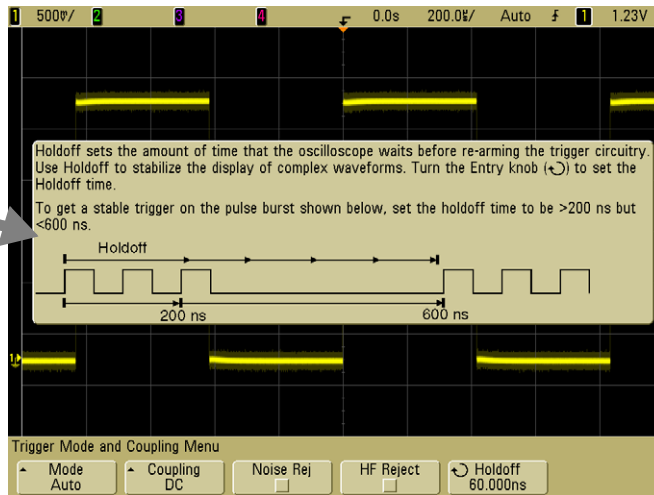 1 500▿/ 2 3 4 0.0s 200.0▿/ Auto 1 1.23V
Holdoff sets the amount of time that the oscilloscope waits before re-arming the trigger circuitry.
Use Holdoff to stabilize the display of complex waveforms. Turn the Entry knob (↻) to set the
Holdoff time.
To get a stable trigger on the pulse burst shown below, set the holdoff time to be >200 ns but
<600 ns.
Holdoff
200 ns 600 ns
1
Trigger Mode and Coupling Menu
Mode Coupling Noise Rej HF Reject Holdoff
Auto DC 60.000ns